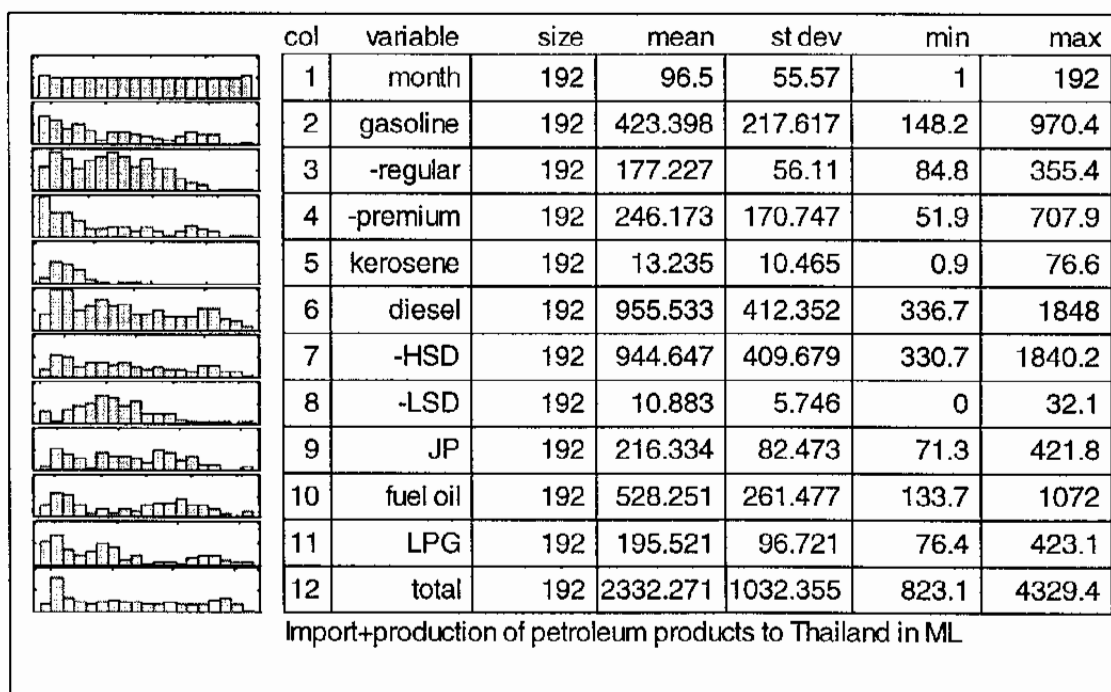 col variable size mean st dev min max
1 month 192 96.5 55.57 1 192
2 gasoline 192 423.398 217.617 148.2 970.4
3 -regular 192 177.227 56.11 84.8 355.4
4 -premium 192 246.173 170.747 51.9 707.9
5 kerosene 192 13.235 10.465 0.9 76.6
6 diesel 192 955.533 412.352 336.7 1848
7 -HSD 192 944.647 409.679 330.7 1840.2
8 -LSD 192 10.883 5.746 0 32.1
9 JP 192 216.334 82.473 71.3 421.8
10 fuel oil 192 528.251 261.477 133.7 1072
11 LPG 192 195.521 96.721 76.4 423.1
12 total 192 2332.271 1032.355 823.1 4329.4
Import+production of petroleum products to Thailand in ML